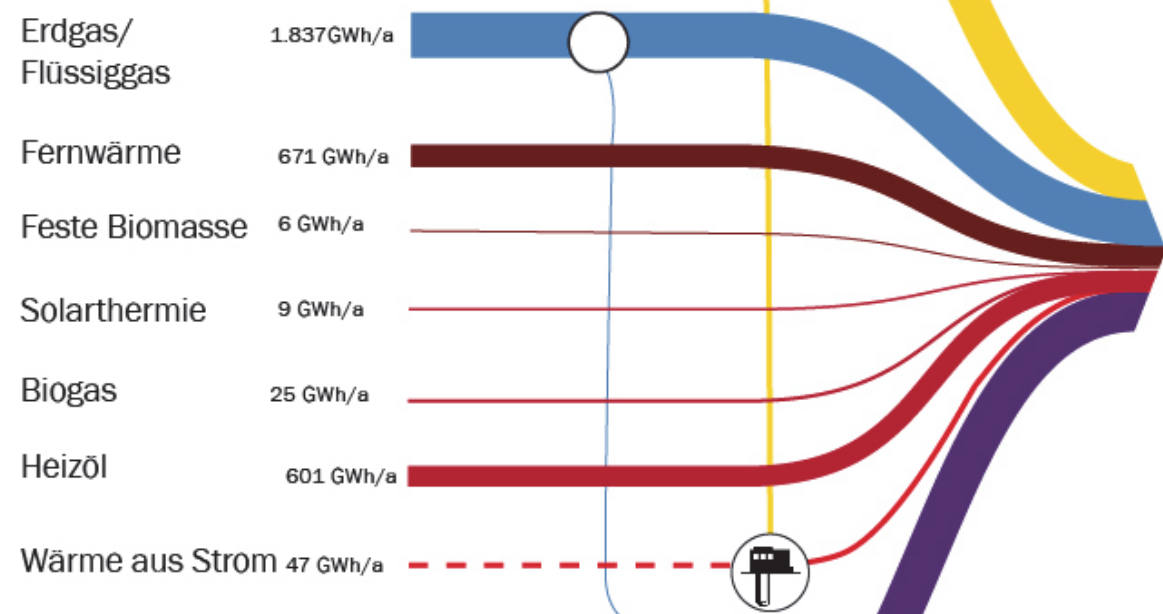 Erdgas/
Flüssiggas
1.837GWh/a
Fernwärme 671 GWh/a
Feste Biomasse 6 GWh/a
Solarthermie 9 GWh/a
Biogas 25 GWh/a
Heizöl 601 GWh/a
Wärme aus Strom 47 GWh/a